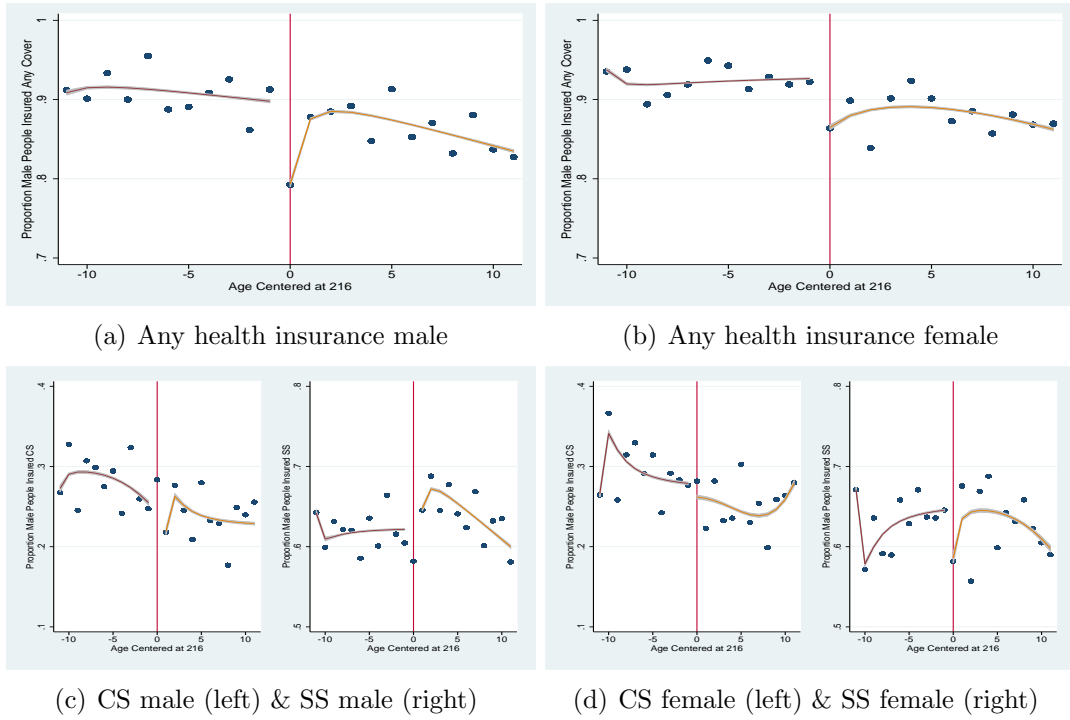 Proportion Male People Insured Any Cover
1
.9
.8
.7
-10 -5 0 5 10
Age Centered at 216
(a) Any health insurance male
Proportion Male People Insured Any Cover
1
.9
.8
.7
-10 -5 0 5 10
Age Centered at 216
(b) Any health insurance female
Proportion Male People Insured CS
.4
.3
.2
.1
-10 -5 0 5 10
Age Centered at 216
Proportion Male People Insured SS
.8
.7
.6
.5
-10 -5 0 5 10
Age Centered at 216
(c) CS male (left) & SS male (right)
Proportion Male People Insured CS
.4
.3
.2
.1
-10 -5 0 5 10
Age Centered at 216
Proportion Male People Insured SS
.8
.7
.6
.5
-10 -5 0 5 10
Age Centered at 216
(d) CS female (left) & SS female (right)